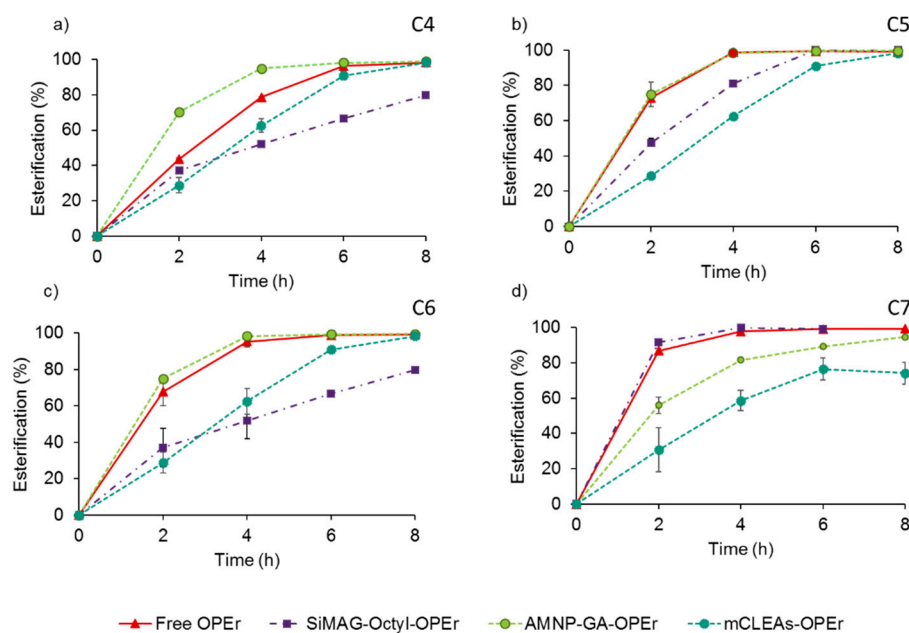 a) C4
100
80
60
40
20
0
Esterification (%)
0 2 4 6 8
Time (h)
b) C5
100
80
60
40
20
0
Esterification (%)
0 2 4 6 8
Time (h)
c) C6
100
80
60
40
20
0
Esterification (%)
0 2 4 6 8
Time (h)
d) C7
100
80
60
40
20
0
Esterification (%)
0 2 4 6 8
Time (h)
Free OPEr SiMAG-Octyl-OPEr AMNP-GA-OPEr mCLEAs-OPEr